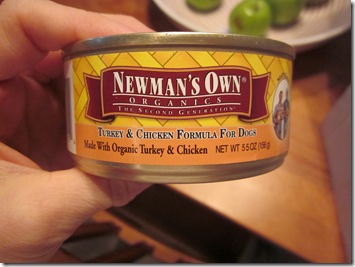 NEWMAN'S OWN®
ORGANICS
THE SECOND GENERATION®
TURKEY & CHICKEN FORMULA FOR DOGS
Made With Organic Turkey & Chicken NET WT 5.5 OZ (156 g)